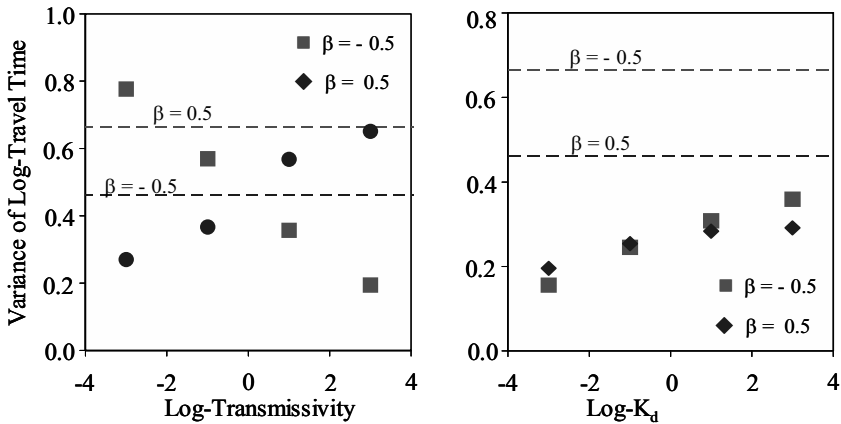 Variance of Log-Travel Time
1.0
0.8
0.6
0.4
0.2
0.0
β = - 0.5
β = 0.5
β = 0.5
β = - 0.5
-4 -2 0 2 4
Log-Transmissivity
0.8
0.6
0.4
0.2
0.0
β = - 0.5
β = 0.5
β = - 0.5
β = 0.5
-4 -2 0 2 4
Log-Kd